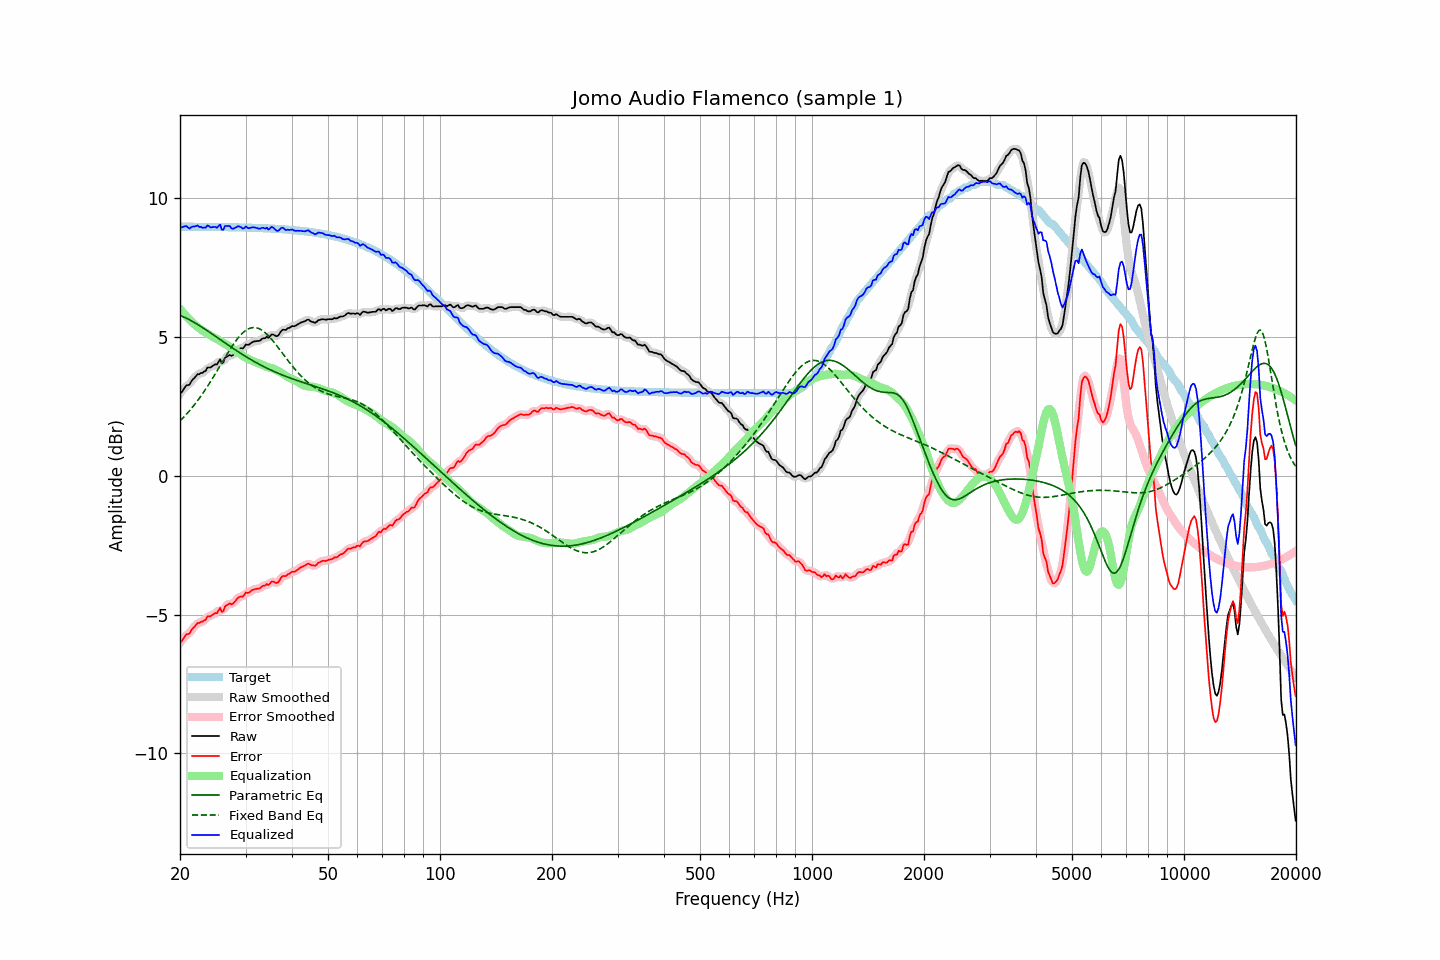 Jomo Audio Flamenco (sample 1)
Amplitude (dBr)
10
5
0
−5
−10
Target
Raw Smoothed
Error Smoothed
Raw
Error
Equalization
Parametric Eq
Fixed Band Eq
Equalized
20 50 100 200 500 1000 2000 5000 10000 20000
Frequency (Hz)